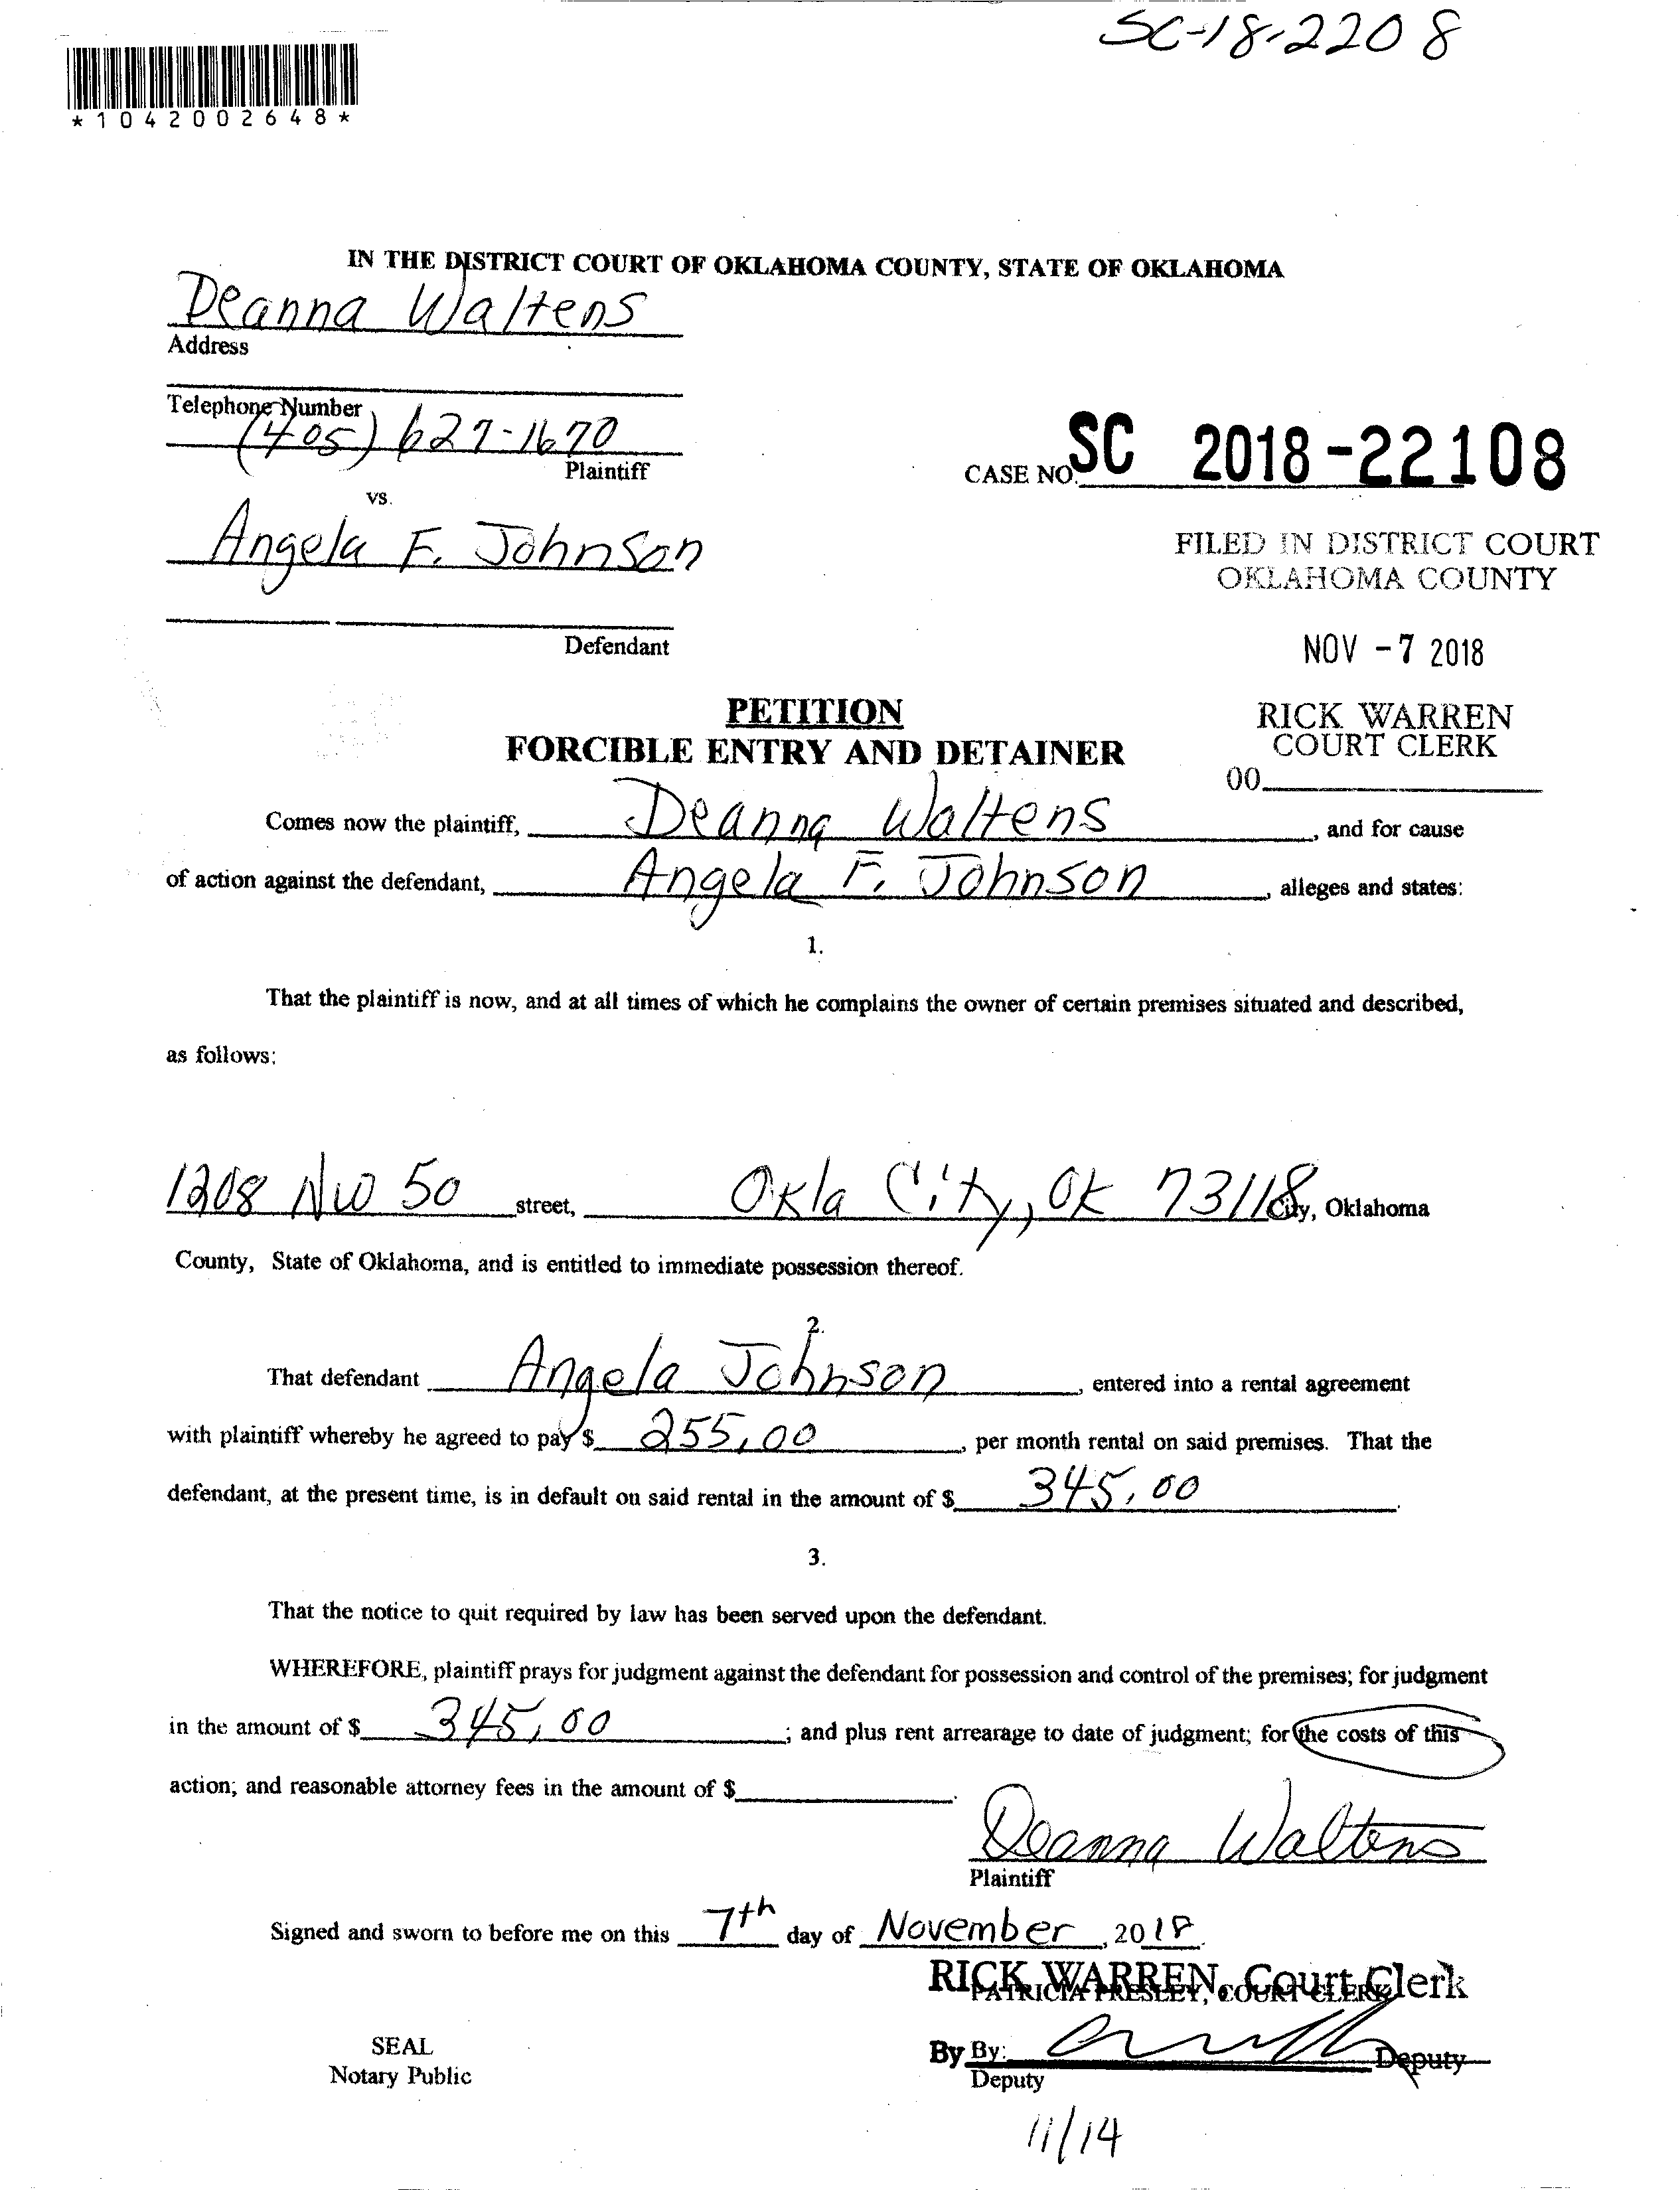 SC-18-2208
*1042002648*
IN THE DISTRICT COURT OF OKLAHOMA COUNTY, STATE OF OKLAHOMA
Deanna Waltens
Address
Telephone Number
(405) 627-1670
Plaintiff
CASE NO. SC 2018-22108
vs.
Angela F. Johnson
FILED IN DISTRICT COURT
OKLAHOMA COUNTY
Defendant
NOV -7 2018
PETITION
RICK WARREN
FORCIBLE ENTRY AND DETAINER
COURT CLERK
00
Comes now the plaintiff, Deanna Waltens, and for cause
of action against the defendant, Angela F. Johnson, alleges and states:
1.
That the plaintiff is now, and at all times of which he complains the owner of certain premises situated and described,
as follows:
1208 NW 50 street, Okla City, OK 73118 City, Oklahoma
County, State of Oklahoma, and is entitled to immediate possession thereof.
2.
That defendant Angela Johnson, entered into a rental agreement
with plaintiff whereby he agreed to pay $ 255.00, per month rental on said premises. That the
defendant, at the present time, is in default on said rental in the amount of $ 345.00.
3.
That the notice to quit required by law has been served upon the defendant.
WHEREFORE, plaintiff prays for judgment against the defendant for possession and control of the premises; for judgment
in the amount of $ 345.00; and plus rent arrearage to date of judgment; for the costs of this
action; and reasonable attorney fees in the amount of $.
Deanna Waltens
Plaintiff
Signed and sworn to before me on this 7th day of November, 2018.
RICK WARREN, Court Clerk
PATRICIA PRESLEY, COURT CLERK
SEAL
By By: Deputy
Notary Public
Deputy
11/14